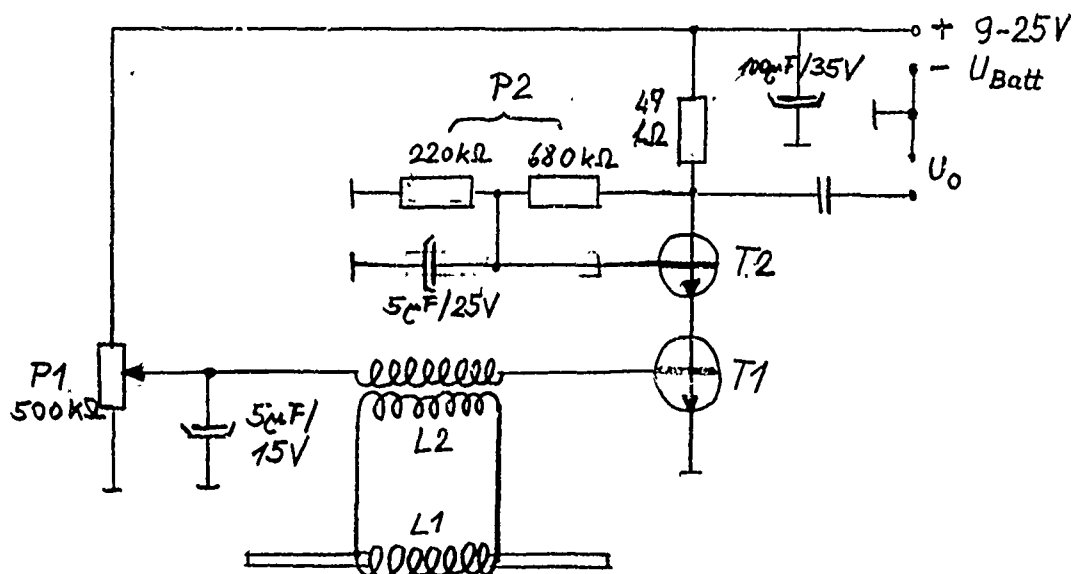 + 9-25V
100µF/35V
- U_Batt
P2
47
kΩ
220kΩ
680kΩ
U_o
T2
5µF/25V
P1
500kΩ
T1
5µF/
15V
L2
L1